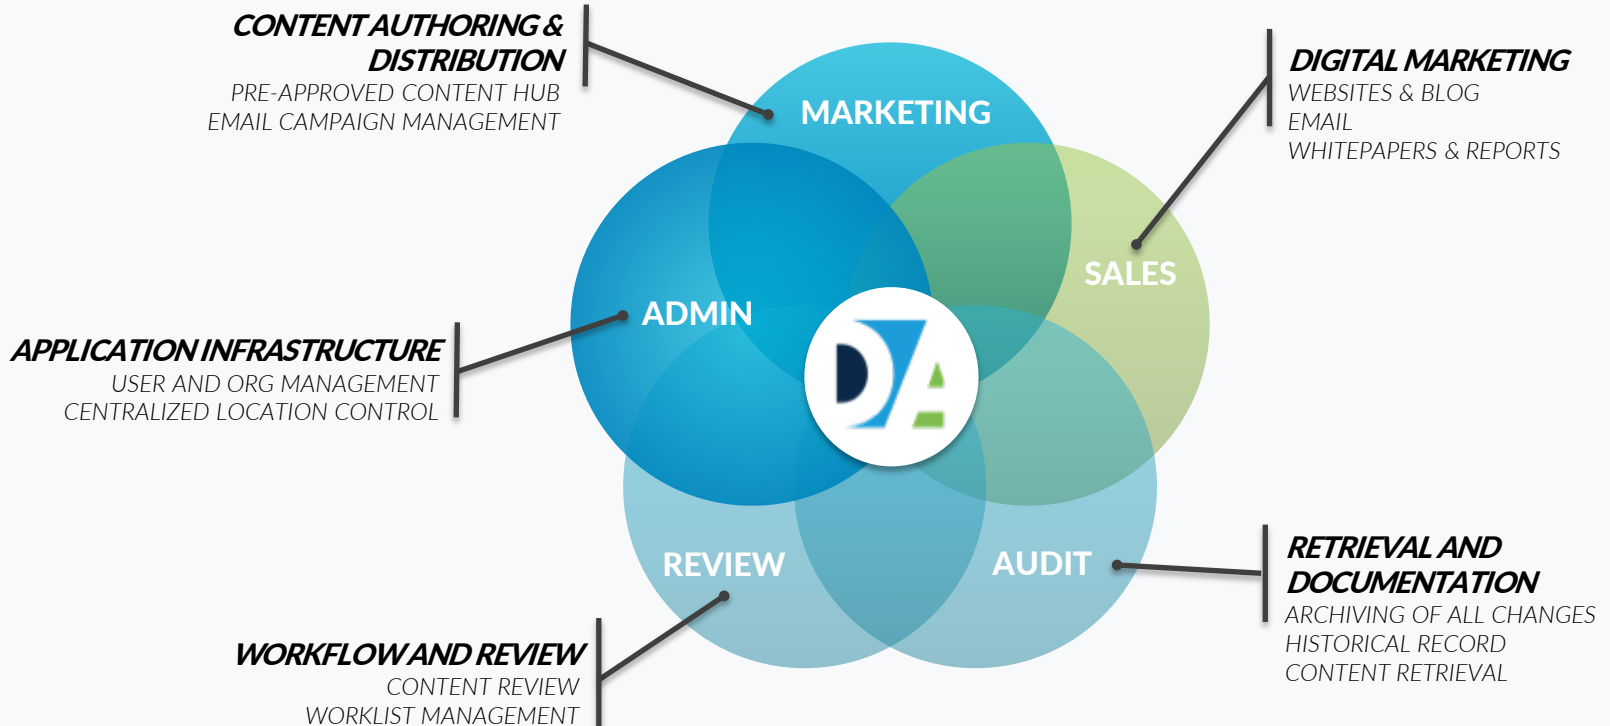 CONTENT AUTHORING &
DISTRIBUTION
PRE-APPROVED CONTENT HUB
EMAIL CAMPAIGN MANAGEMENT
MARKETING
DIGITAL MARKETING
WEBSITES & BLOG
EMAIL
WHITEPAPERS & REPORTS
SALES
ADMIN
APPLICATION INFRASTRUCTURE
USER AND ORG MANAGEMENT
CENTRALIZED LOCATION CONTROL
DA
REVIEW
AUDIT
RETRIEVAL AND
DOCUMENTATION
ARCHIVING OF ALL CHANGES
HISTORICAL RECORD
CONTENT RETRIEVAL
WORKFLOW AND REVIEW
CONTENT REVIEW
WORKLIST MANAGEMENT